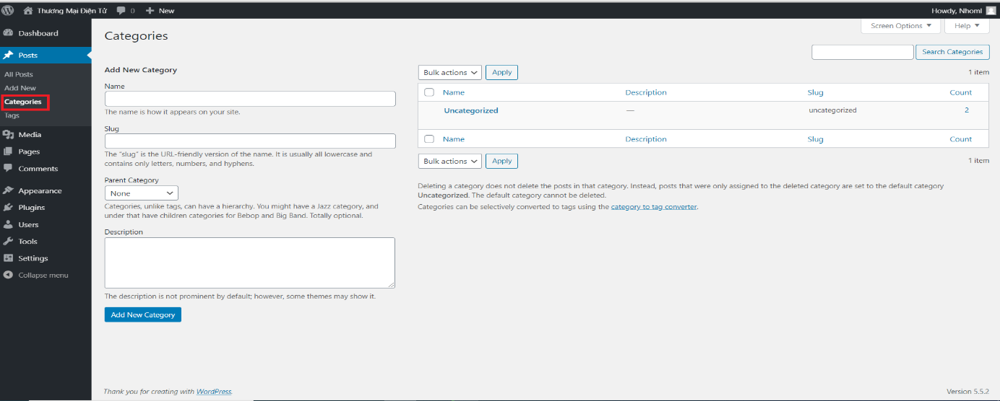 Thương Mại Điện Tử 0 New
Howdy, Nhoml
Dashboard
Posts
All Posts
Add New
Categories
Tags
Media
Pages
Comments
Appearance
Plugins
Users
Tools
Settings
Collapse menu
Categories
Screen Options
Help
Search Categories
Add New Category
Name
The name is how it appears on your site.
Slug
The “slug” is the URL-friendly version of the name. It is usually all lowercase and
contains only letters, numbers, and hyphens.
Parent Category
None
Categories, unlike tags, can have a hierarchy. You might have a Jazz category, and
under that have children categories for Bebop and Big Band. Totally optional.
Description
The description is not prominent by default; however, some themes may show it.
Add New Category
Bulk actions Apply 1 item
Name Description Slug Count
Uncategorized — uncategorized 2
Name Description Slug Count
Bulk actions Apply 1 item
Deleting a category does not delete the posts in that category. Instead, posts that were only assigned to the deleted category are set to the default category
Uncategorized. The default category cannot be deleted.
Categories can be selectively converted to tags using the category to tag converter.
Thank you for creating with WordPress.
Version 5.5.2